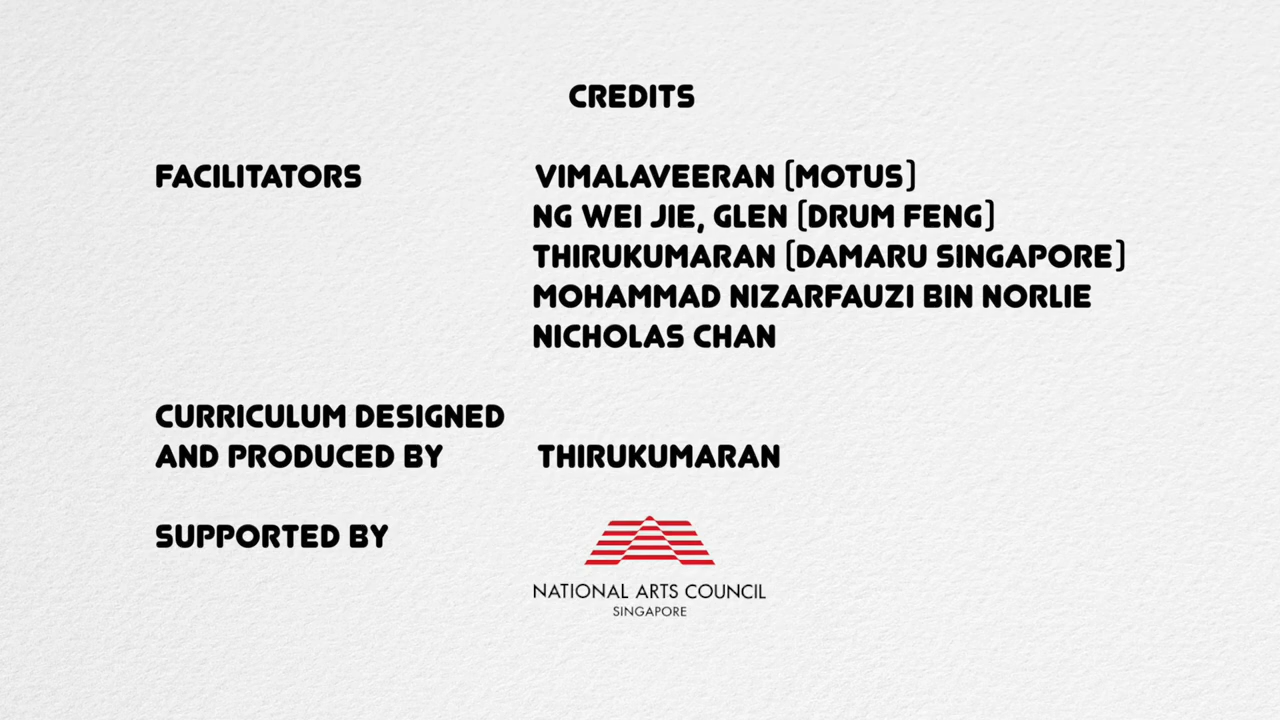 CREDITS
FACILITATORS VIMALAVEERAN [MOTUS]
NG WEI JIE, GLEN [DRUM FENG]
THIRUKUMARAN [DAMARU SINGAPORE]
MOHAMMAD NIZARFAUZI BIN NORLIE
NICHOLAS CHAN
CURRICULUM DESIGNED
AND PRODUCED BY THIRUKUMARAN
SUPPORTED BY
NATIONAL ARTS COUNCIL
SINGAPORE